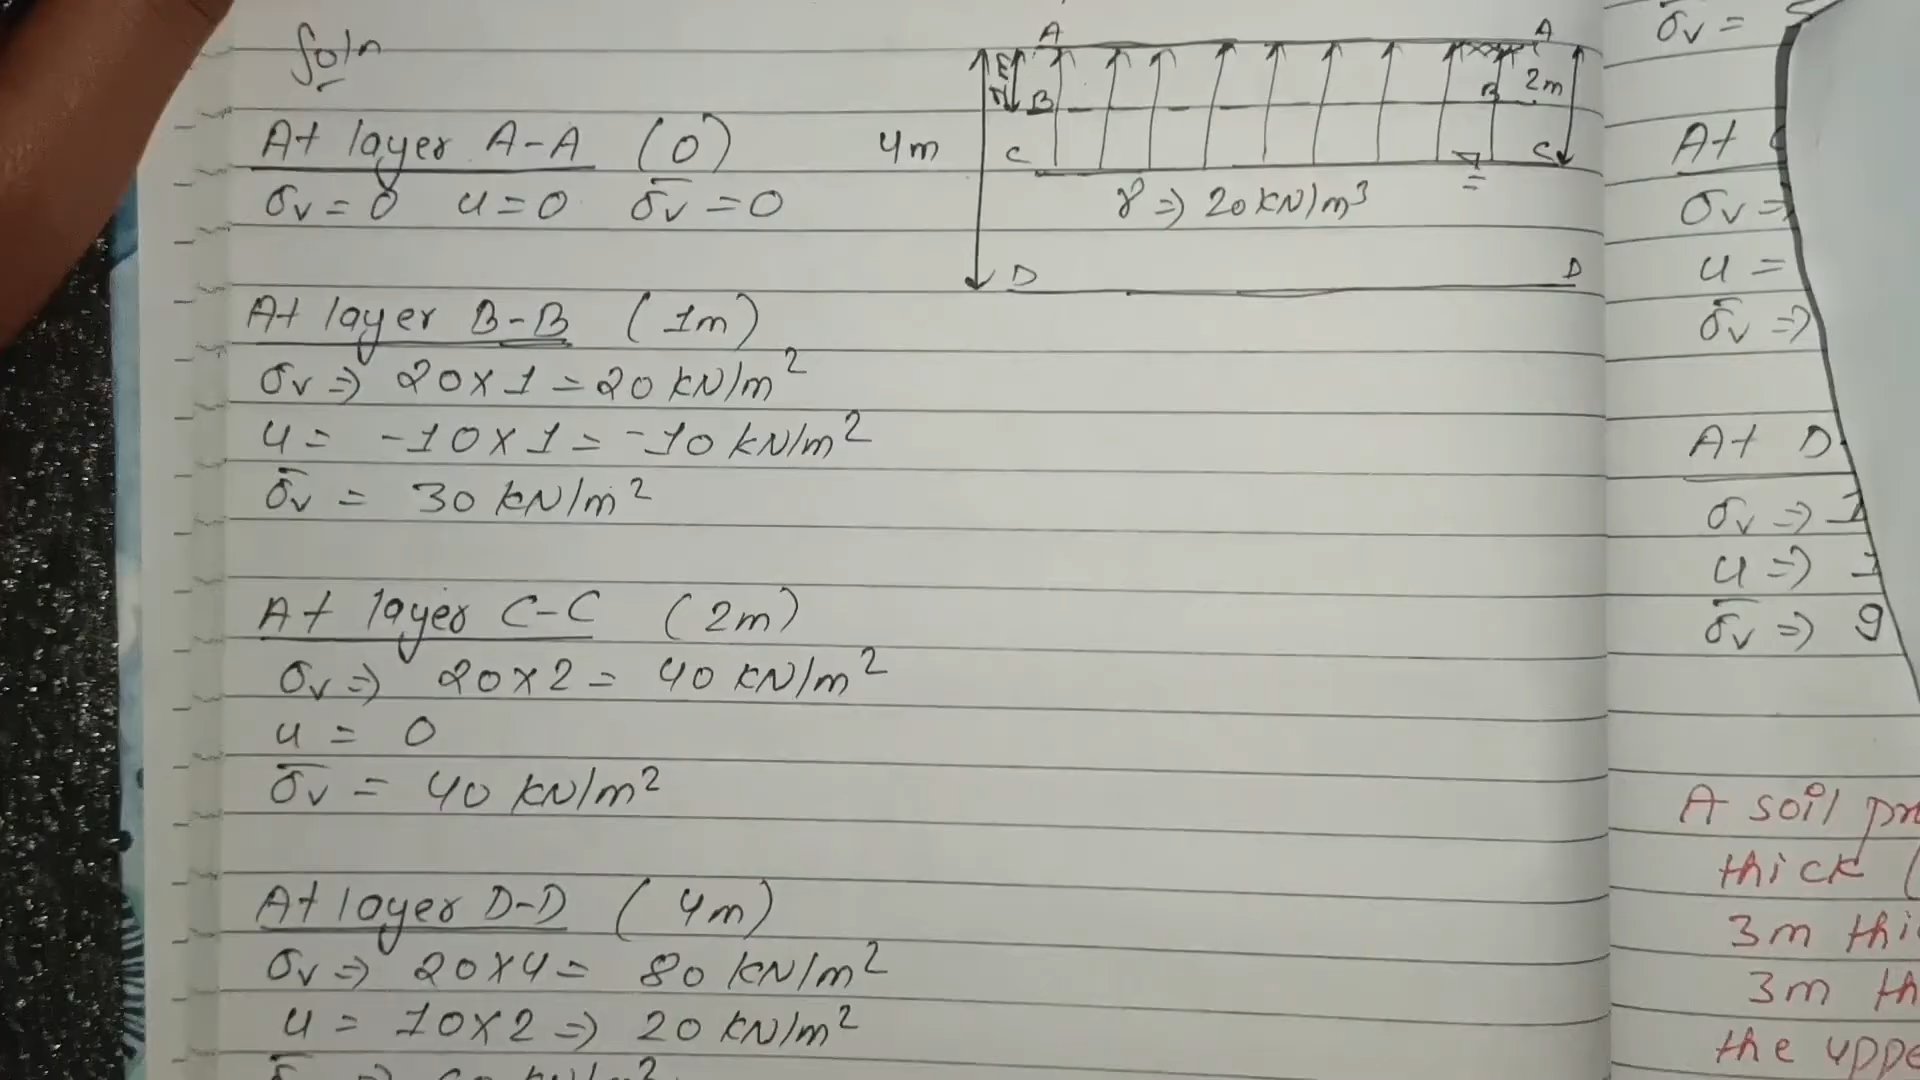 Soln
At layer A-A (0)
σv = 0 u = 0 σ̄v = 0
At layer B-B (1m)
σv ⇒ 20×1 = 20 kN/m²
u = -10×1 = -10 kN/m²
σ̄v = 30 kN/m²
At layer C-C (2m)
σv ⇒ 20×2 = 40 kN/m²
u = 0
σ̄v = 40 kN/m²
At layer D-D (4m)
σv ⇒ 20×4 = 80 kN/m²
u = 10×2 ⇒ 20 kN/m²
A A
B B 2m
4m C C
γ ⇒ 20 kN/m³
D D
σ̄v =
At
σv =
u =
σ̄v ⇒
At D
σv ⇒
u ⇒
σ̄v ⇒ 9
A soil
thick (
3m
3m
the